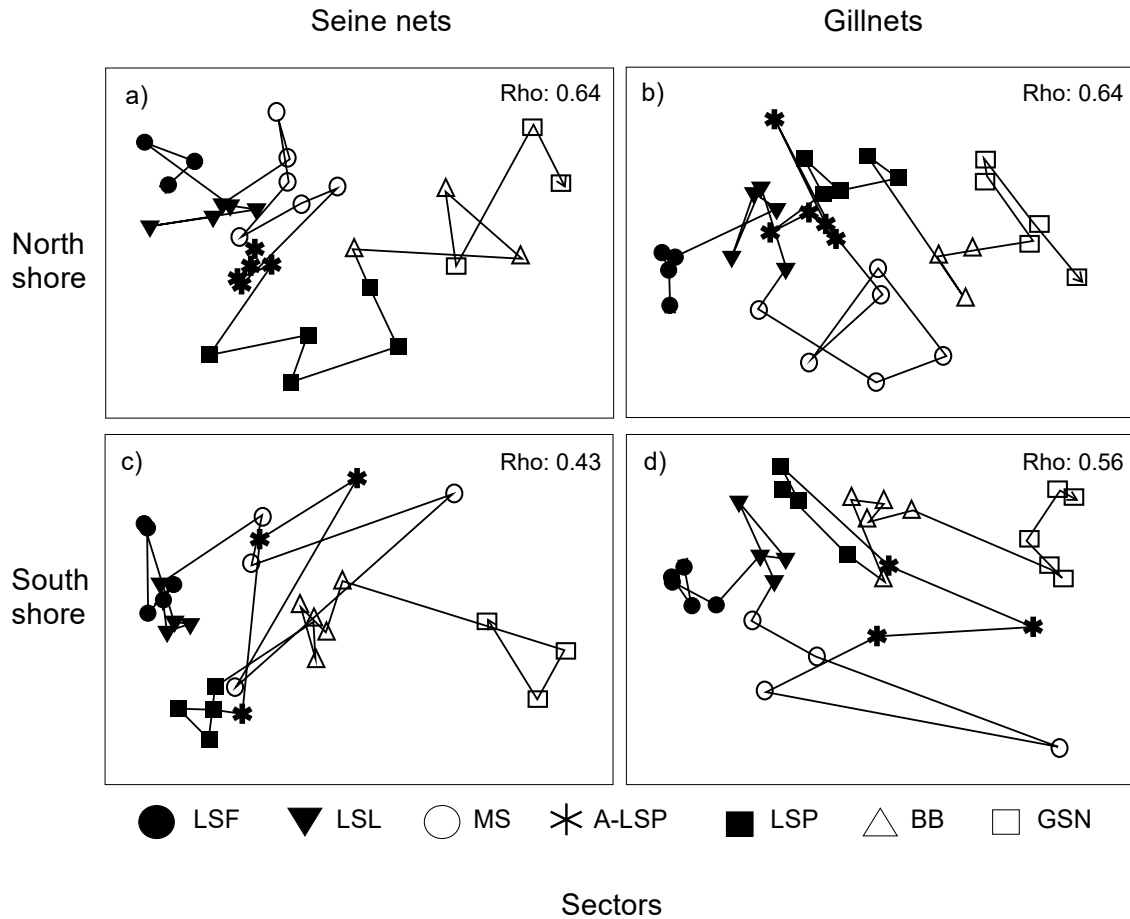 Seine nets Gillnets
a) Rho: 0.64 b) Rho: 0.64
North
shore
c) Rho: 0.43 d) Rho: 0.56
South
shore
LSF LSL MS A-LSP LSP BB GSN
Sectors